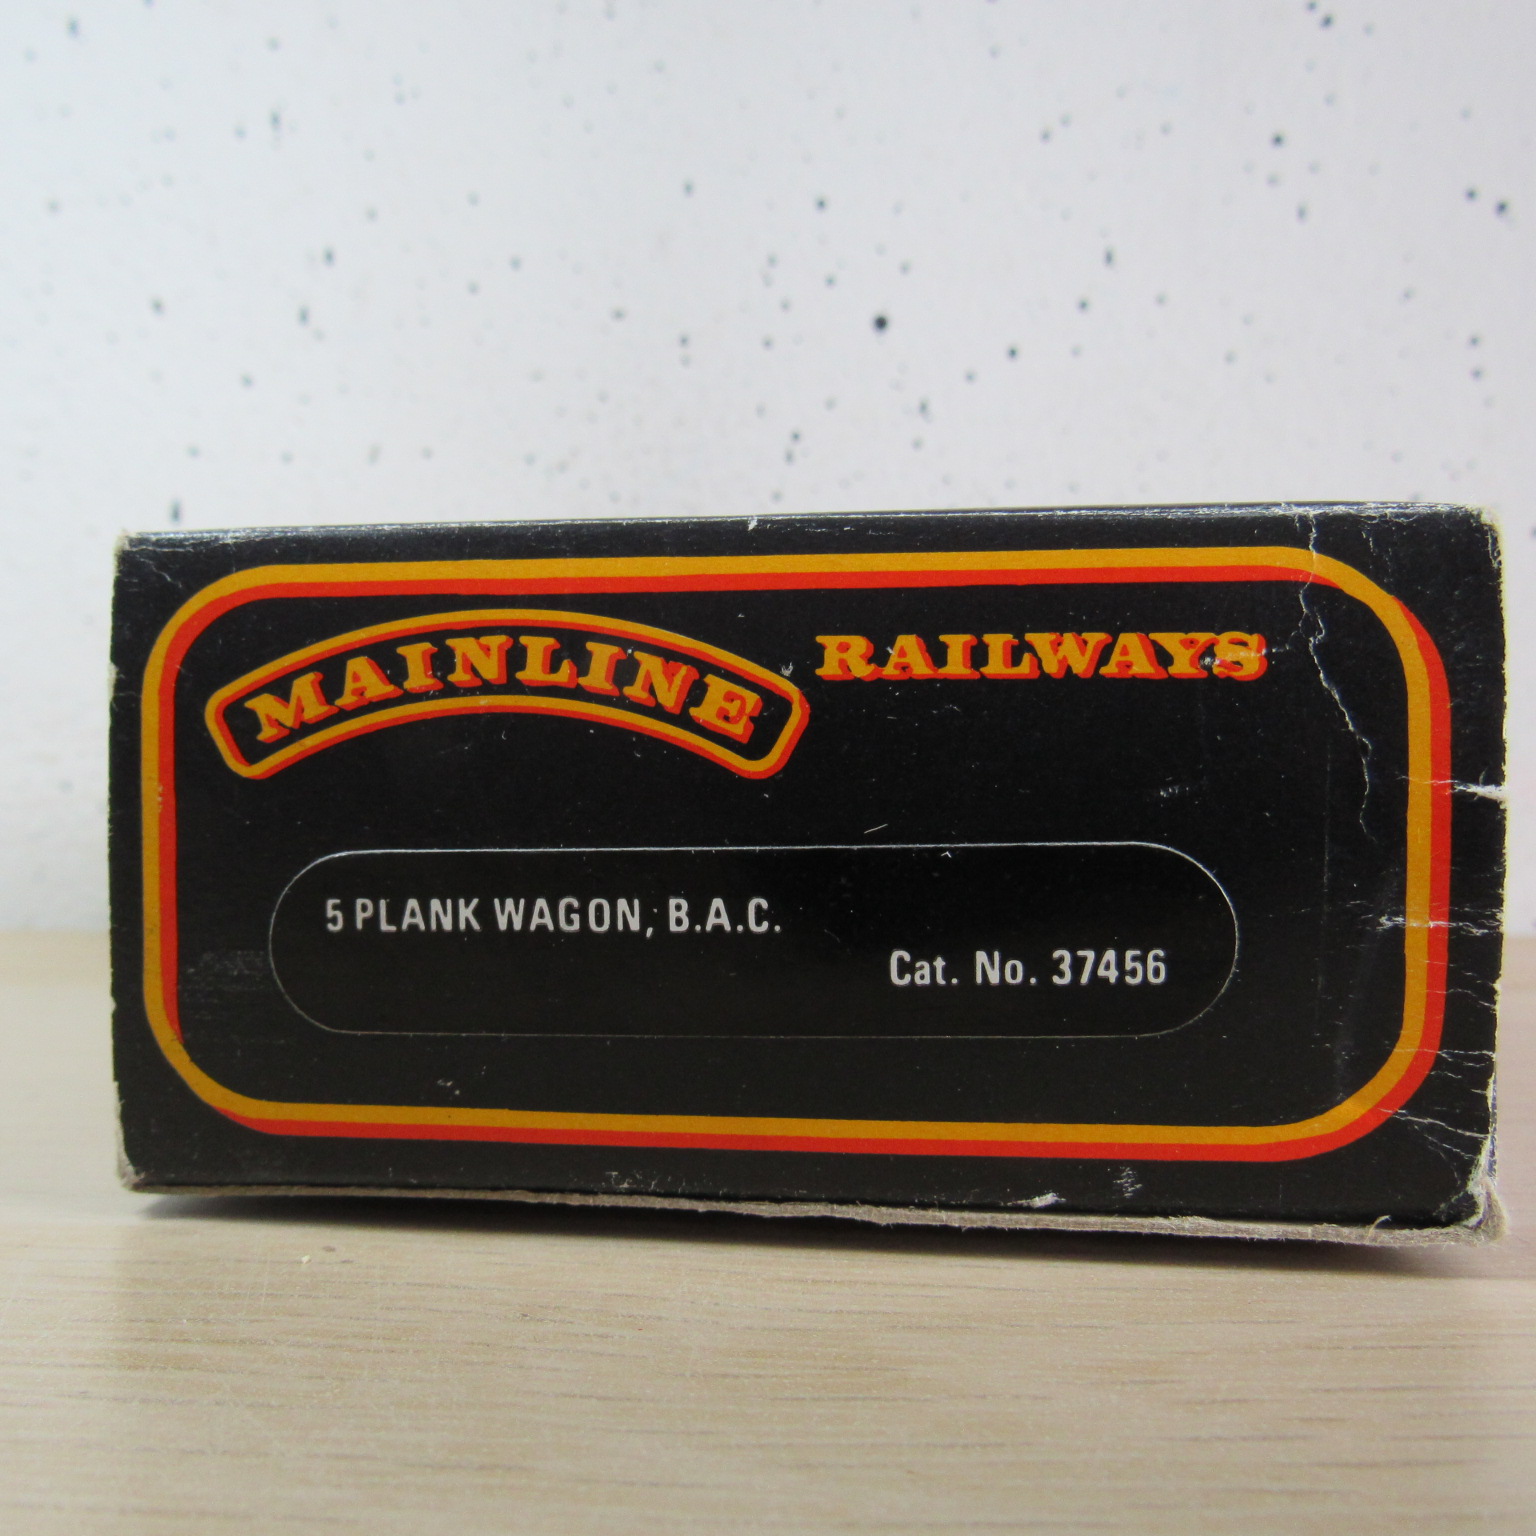 MAINLINE RAILWAYS
5 PLANK WAGON, B.A.C.
Cat. No. 37456